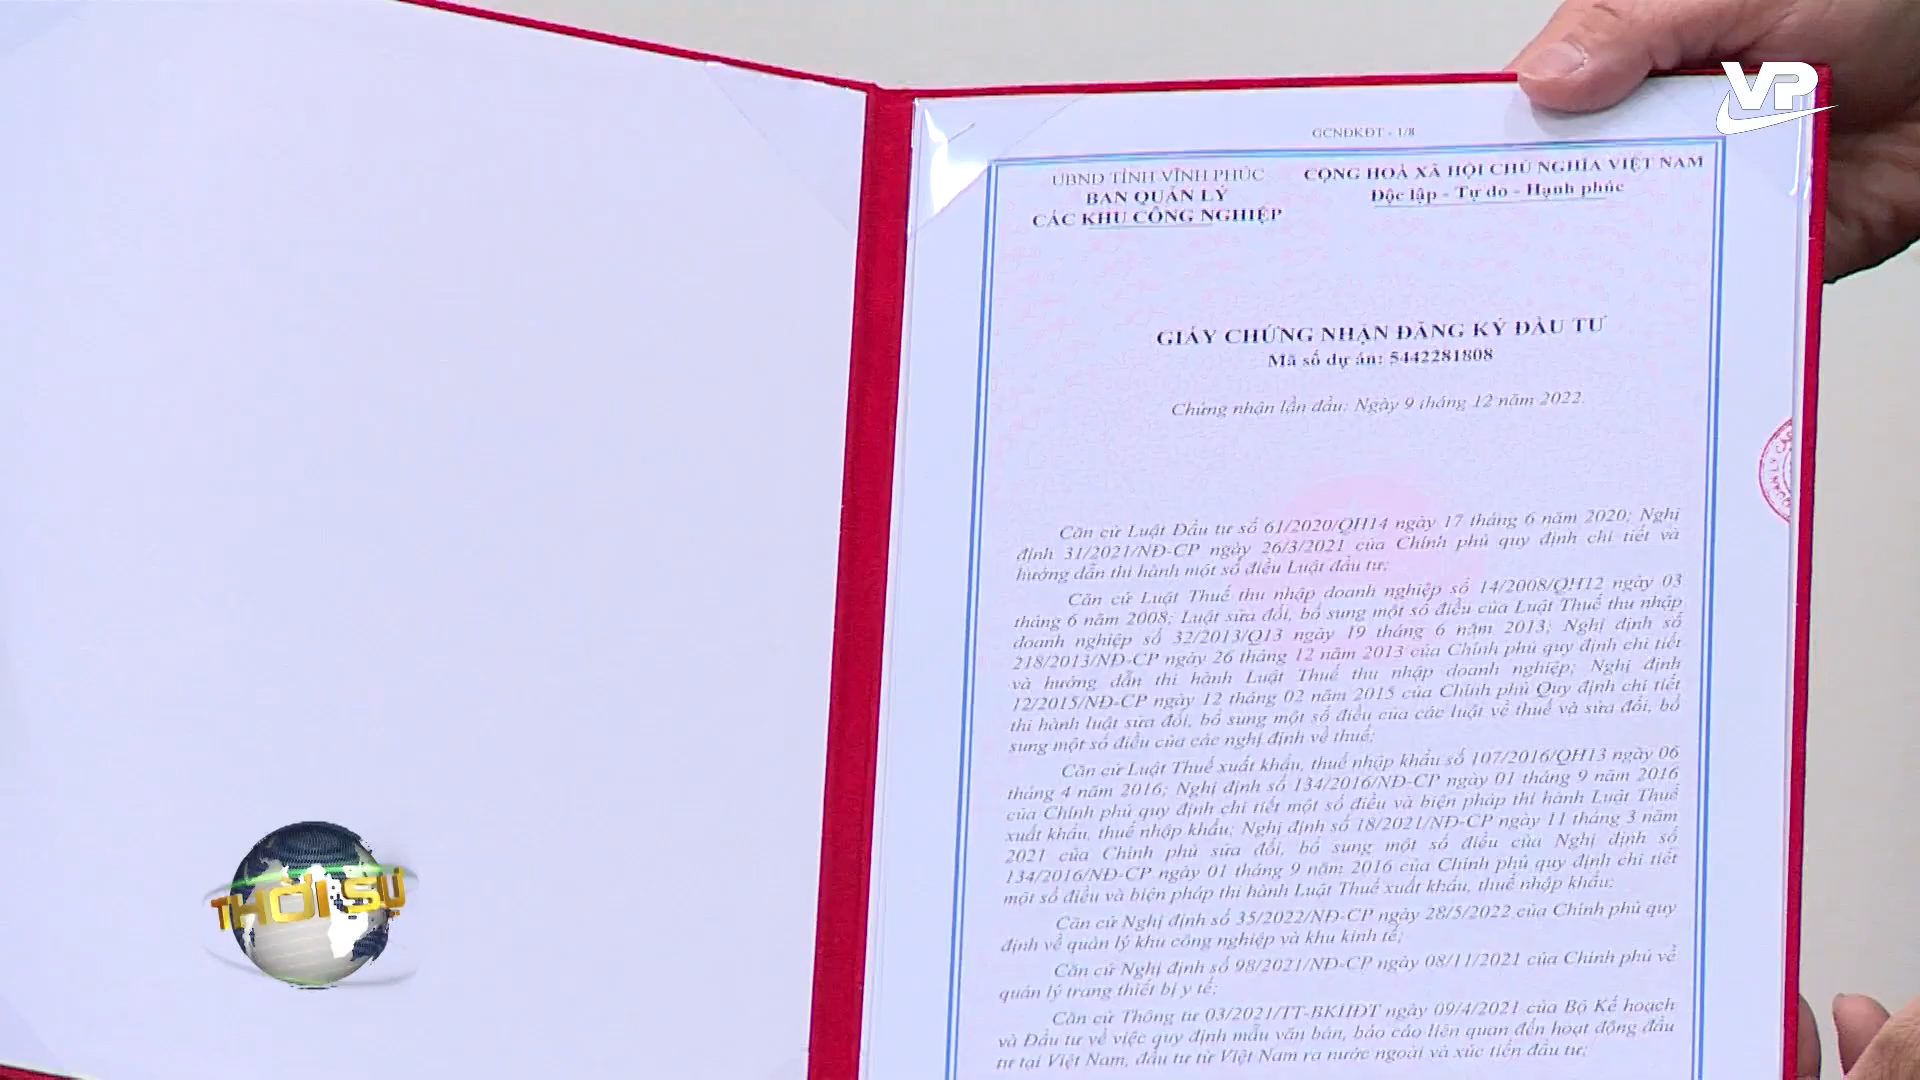 VP
GCNĐKĐT - 1/8
UBND TỈNH VĨNH PHÚC
BAN QUẢN LÝ
CÁC KHU CÔNG NGHIỆP
CỘNG HOÀ XÃ HỘI CHỦ NGHĨA VIỆT NAM
Độc lập - Tự do - Hạnh phúc
GIẤY CHỨNG NHẬN ĐĂNG KÝ ĐẦU TƯ
Mã số dự án: 5442281808
Chứng nhận lần đầu: Ngày 9 tháng 12 năm 2022.
Căn cứ Luật Đầu tư số 61/2020/QH14 ngày 17 tháng 6 năm 2020; Nghị
định 31/2021/NĐ-CP ngày 26/3/2021 của Chính phủ quy định chi tiết và
hướng dẫn thi hành một số điều Luật đầu tư;
Căn cứ Luật Thuế thu nhập doanh nghiệp số 14/2008/QH12 ngày 03
tháng 6 năm 2008; Luật sửa đổi, bổ sung một số điều của Luật Thuế thu nhập
doanh nghiệp số 32/2013/Q13 ngày 19 tháng 6 năm 2013; Nghị định số
218/2013/NĐ-CP ngày 26 tháng 12 năm 2013 của Chính phủ quy định chi tiết
và hướng dẫn thi hành Luật Thuế thu nhập doanh nghiệp; Nghị định
12/2015/NĐ-CP ngày 12 tháng 02 năm 2015 của Chính phủ Quy định chi tiết
thi hành luật sửa đổi, bổ sung một số điều của các luật về thuế và sửa đổi, bổ
sung một số điều của các nghị định về thuế;
Căn cứ Luật Thuế xuất khẩu, thuế nhập khẩu số 107/2016/QH13 ngày 06
tháng 4 năm 2016; Nghị định số 134/2016/NĐ-CP ngày 01 tháng 9 năm 2016
của Chính phủ quy định chi tiết một số điều và biện pháp thi hành Luật Thuế
xuất khẩu, thuế nhập khẩu; Nghị định số 18/2021/NĐ-CP ngày 11 tháng 3 năm
2021 của Chính phủ sửa đổi, bổ sung một số điều của Nghị định số
134/2016/NĐ-CP ngày 01 tháng 9 năm 2016 của Chính phủ quy định chi tiết
một số điều và biện pháp thi hành Luật Thuế xuất khẩu, thuế nhập khẩu;
Căn cứ Nghị định số 35/2022/NĐ-CP ngày 28/5/2022 của Chính phủ quy
định về quản lý khu công nghiệp và khu kinh tế;
Căn cứ Nghị định số 98/2021/NĐ-CP ngày 08/11/2021 của Chính phủ về
quản lý trang thiết bị y tế;
Căn cứ Thông tư 03/2021/TT-BKHĐT ngày 09/4/2021 của Bộ Kế hoạch
và Đầu tư về việc quy định mẫu văn bản, báo cáo liên quan đến hoạt động đầu
tư tại Việt Nam, đầu tư từ Việt Nam ra nước ngoài và xúc tiến đầu tư;
THỜI SỰ